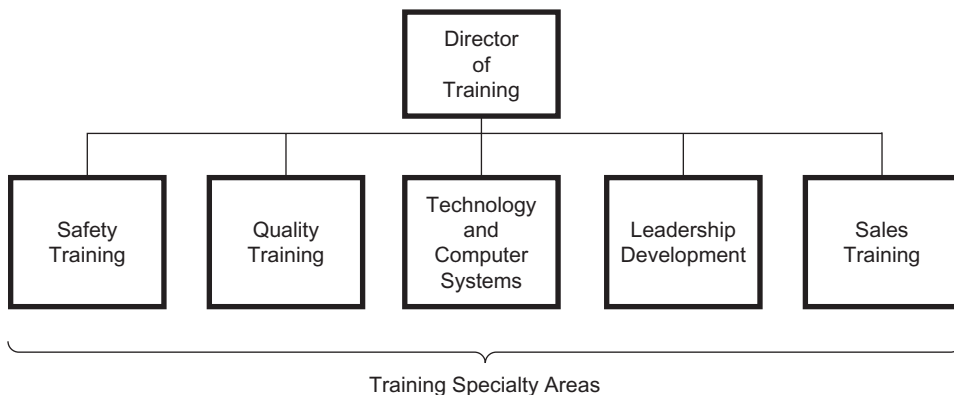 Director
of
Training
Safety
Training
Quality
Training
Technology
and
Computer
Systems
Leadership
Development
Sales
Training
Training Specialty Areas